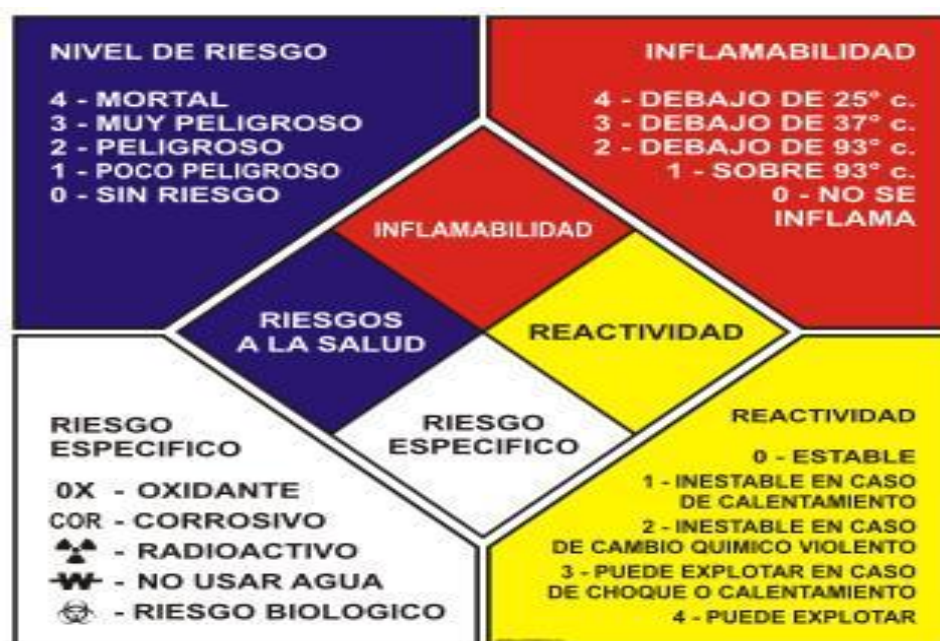 NIVEL DE RIESGO
4 - MORTAL
3 - MUY PELIGROSO
2 - PELIGROSO
1 - POCO PELIGROSO
0 - SIN RIESGO
INFLAMABILIDAD
4 - DEBAJO DE 25° c.
3 - DEBAJO DE 37° c.
2 - DEBAJO DE 93° c.
1 - SOBRE 93° c.
0 - NO SE
INFLAMA
INFLAMABILIDAD
RIESGOS
A LA SALUD
REACTIVIDAD
RIESGO
ESPECIFICO
RIESGO
ESPECIFICO
0X - OXIDANTE
COR - CORROSIVO
- RADIOACTIVO
W - NO USAR AGUA
- RIESGO BIOLOGICO
REACTIVIDAD
0 - ESTABLE
1 - INESTABLE EN CASO
DE CALENTAMIENTO
2 - INESTABLE EN CASO
DE CAMBIO QUIMICO VIOLENTO
3 - PUEDE EXPLOTAR EN CASO
DE CHOQUE O CALENTAMIENTO
4 - PUEDE EXPLOTAR